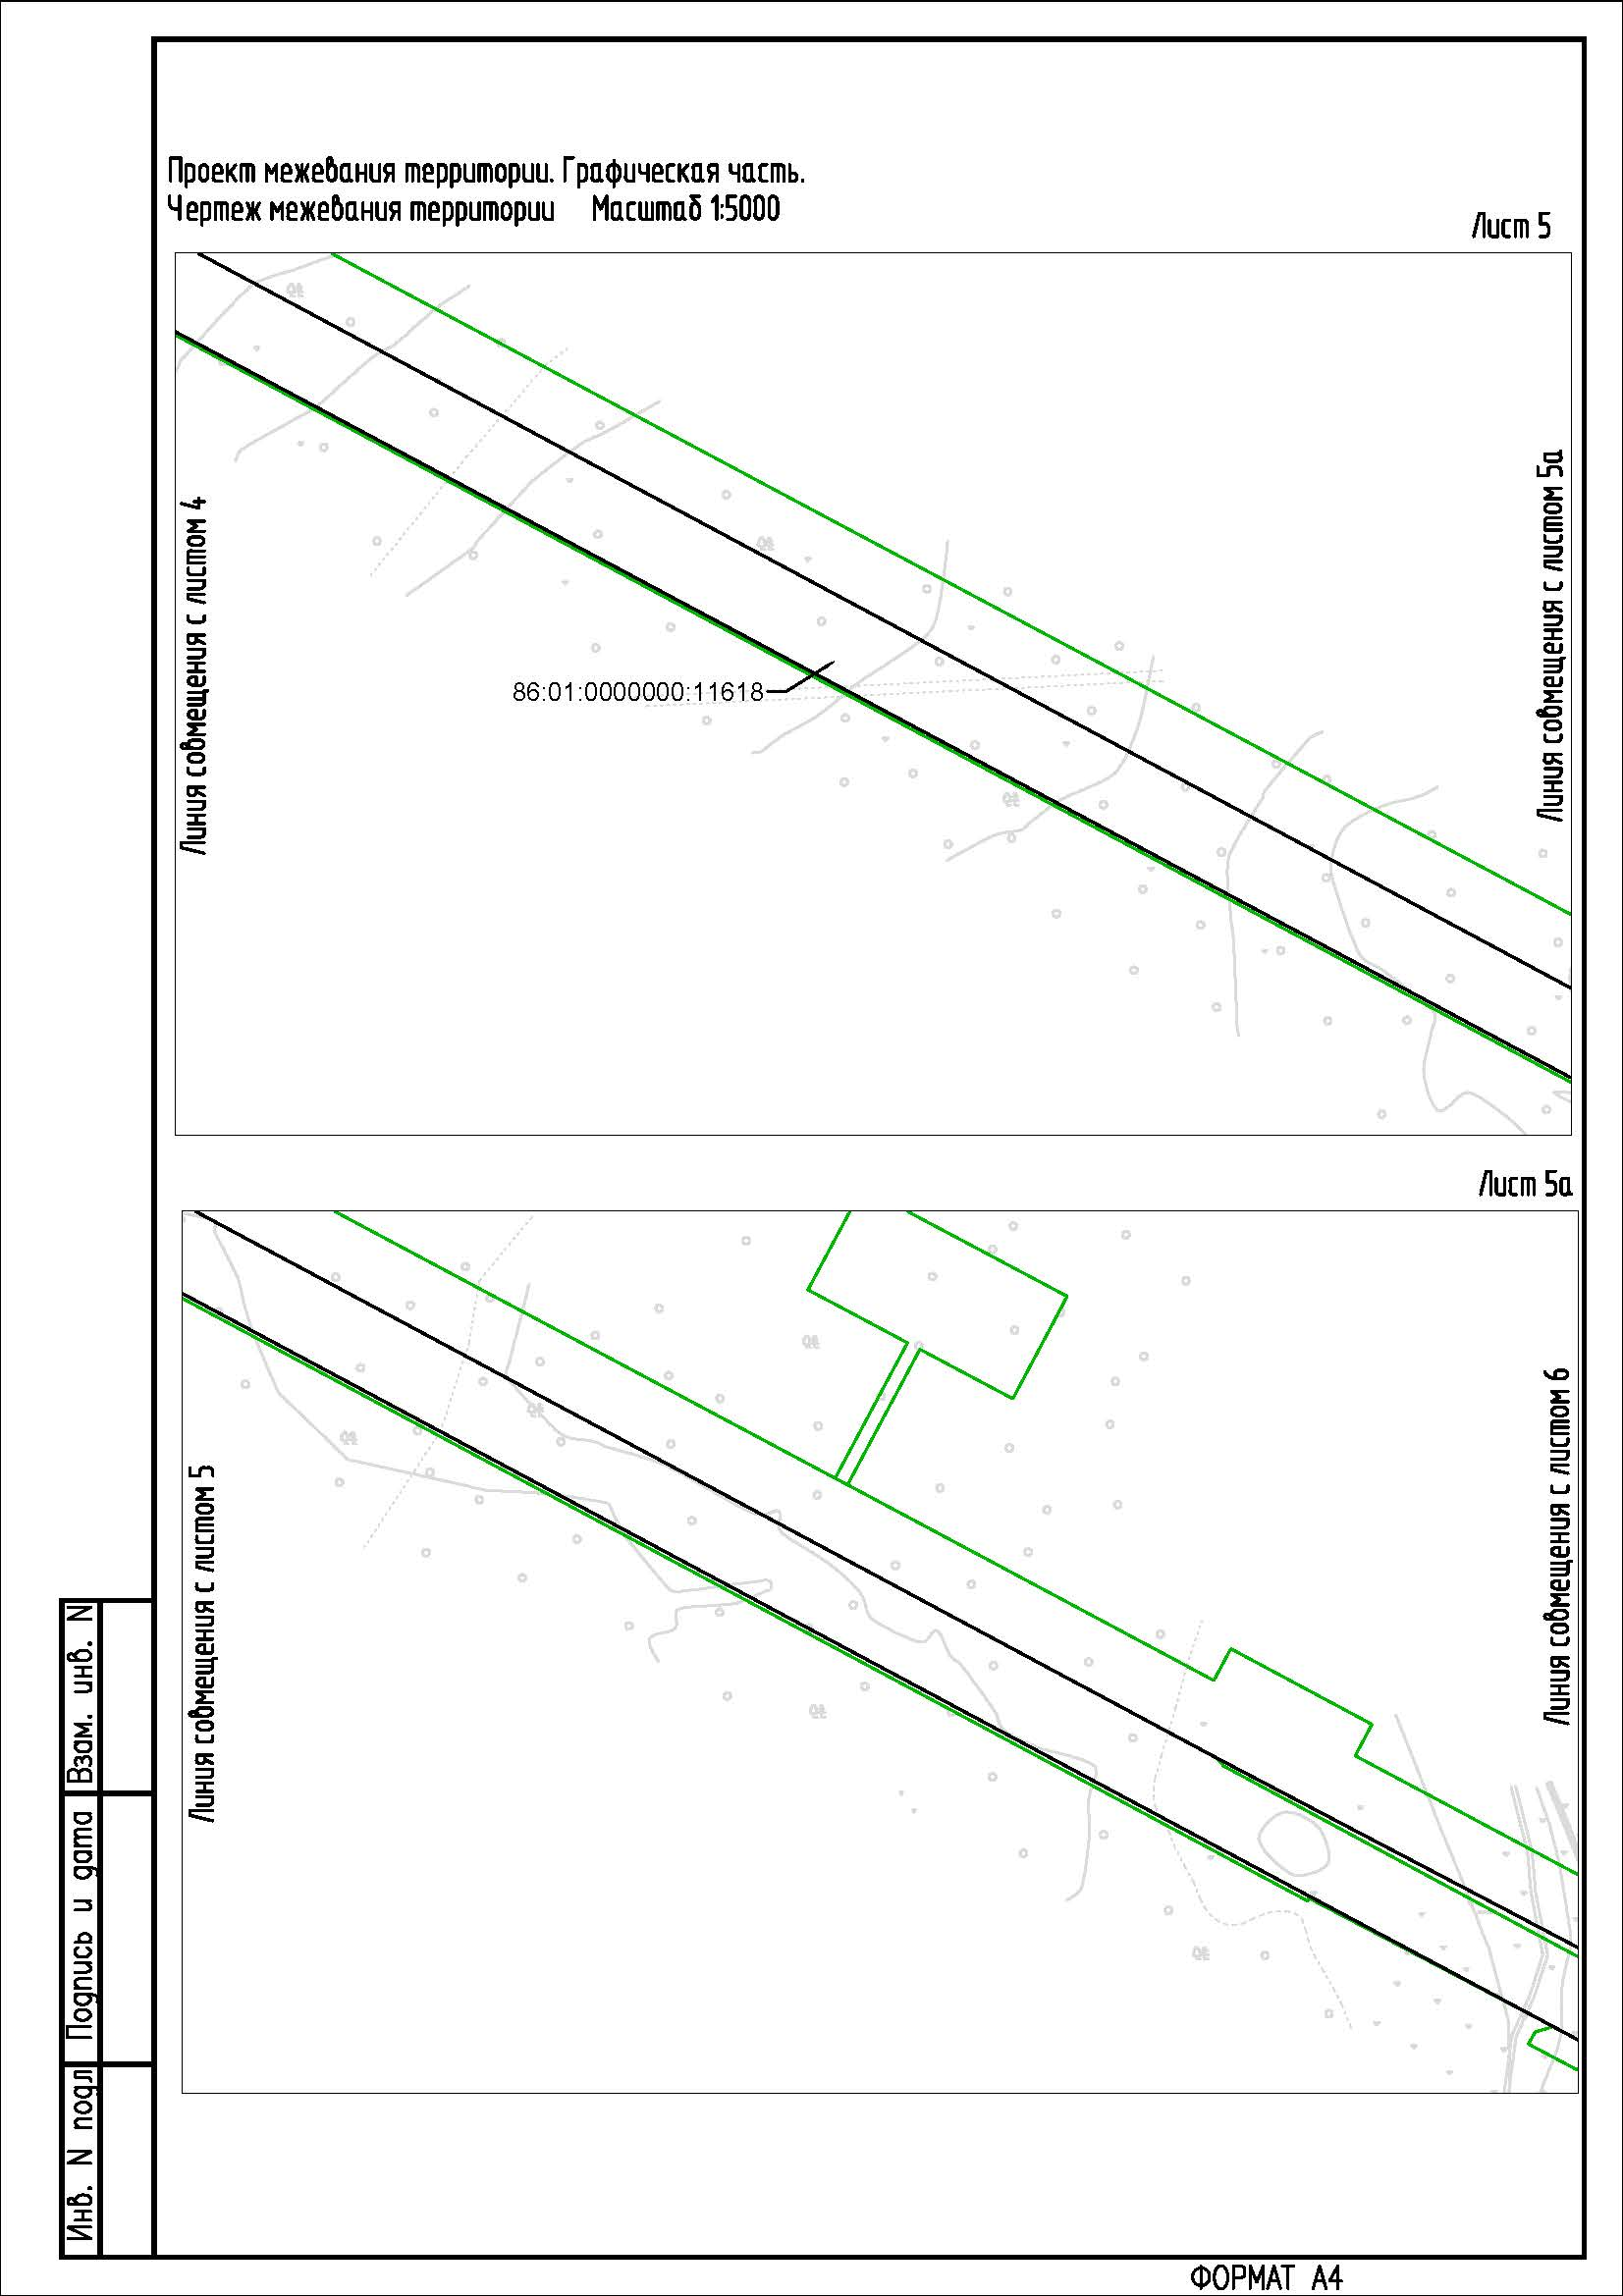 Проект межевания территории. Графическая часть.
Чертеж межевания территории Масштаб 1:5000
Лист 5
Линия совмещения с листом 4
86:01:0000000:11618
Линия совмещения с листом 5а
Лист 5а
Линия совмещения с листом 5
Линия совмещения с листом 6
Взам. инв. N
Подпись и дата
Инв. N подл
ФОРМАТ А4